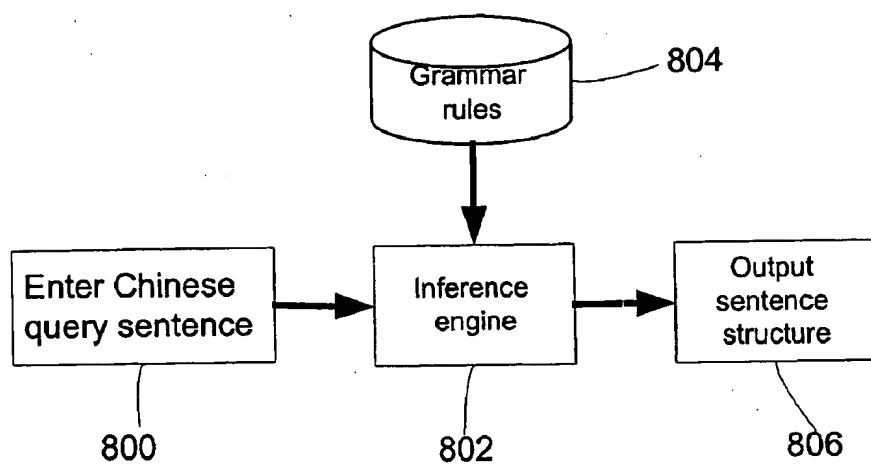 Grammar
rules
804
Enter Chinese
query sentence
800
Inference
engine
802
Output
sentence
structure
806